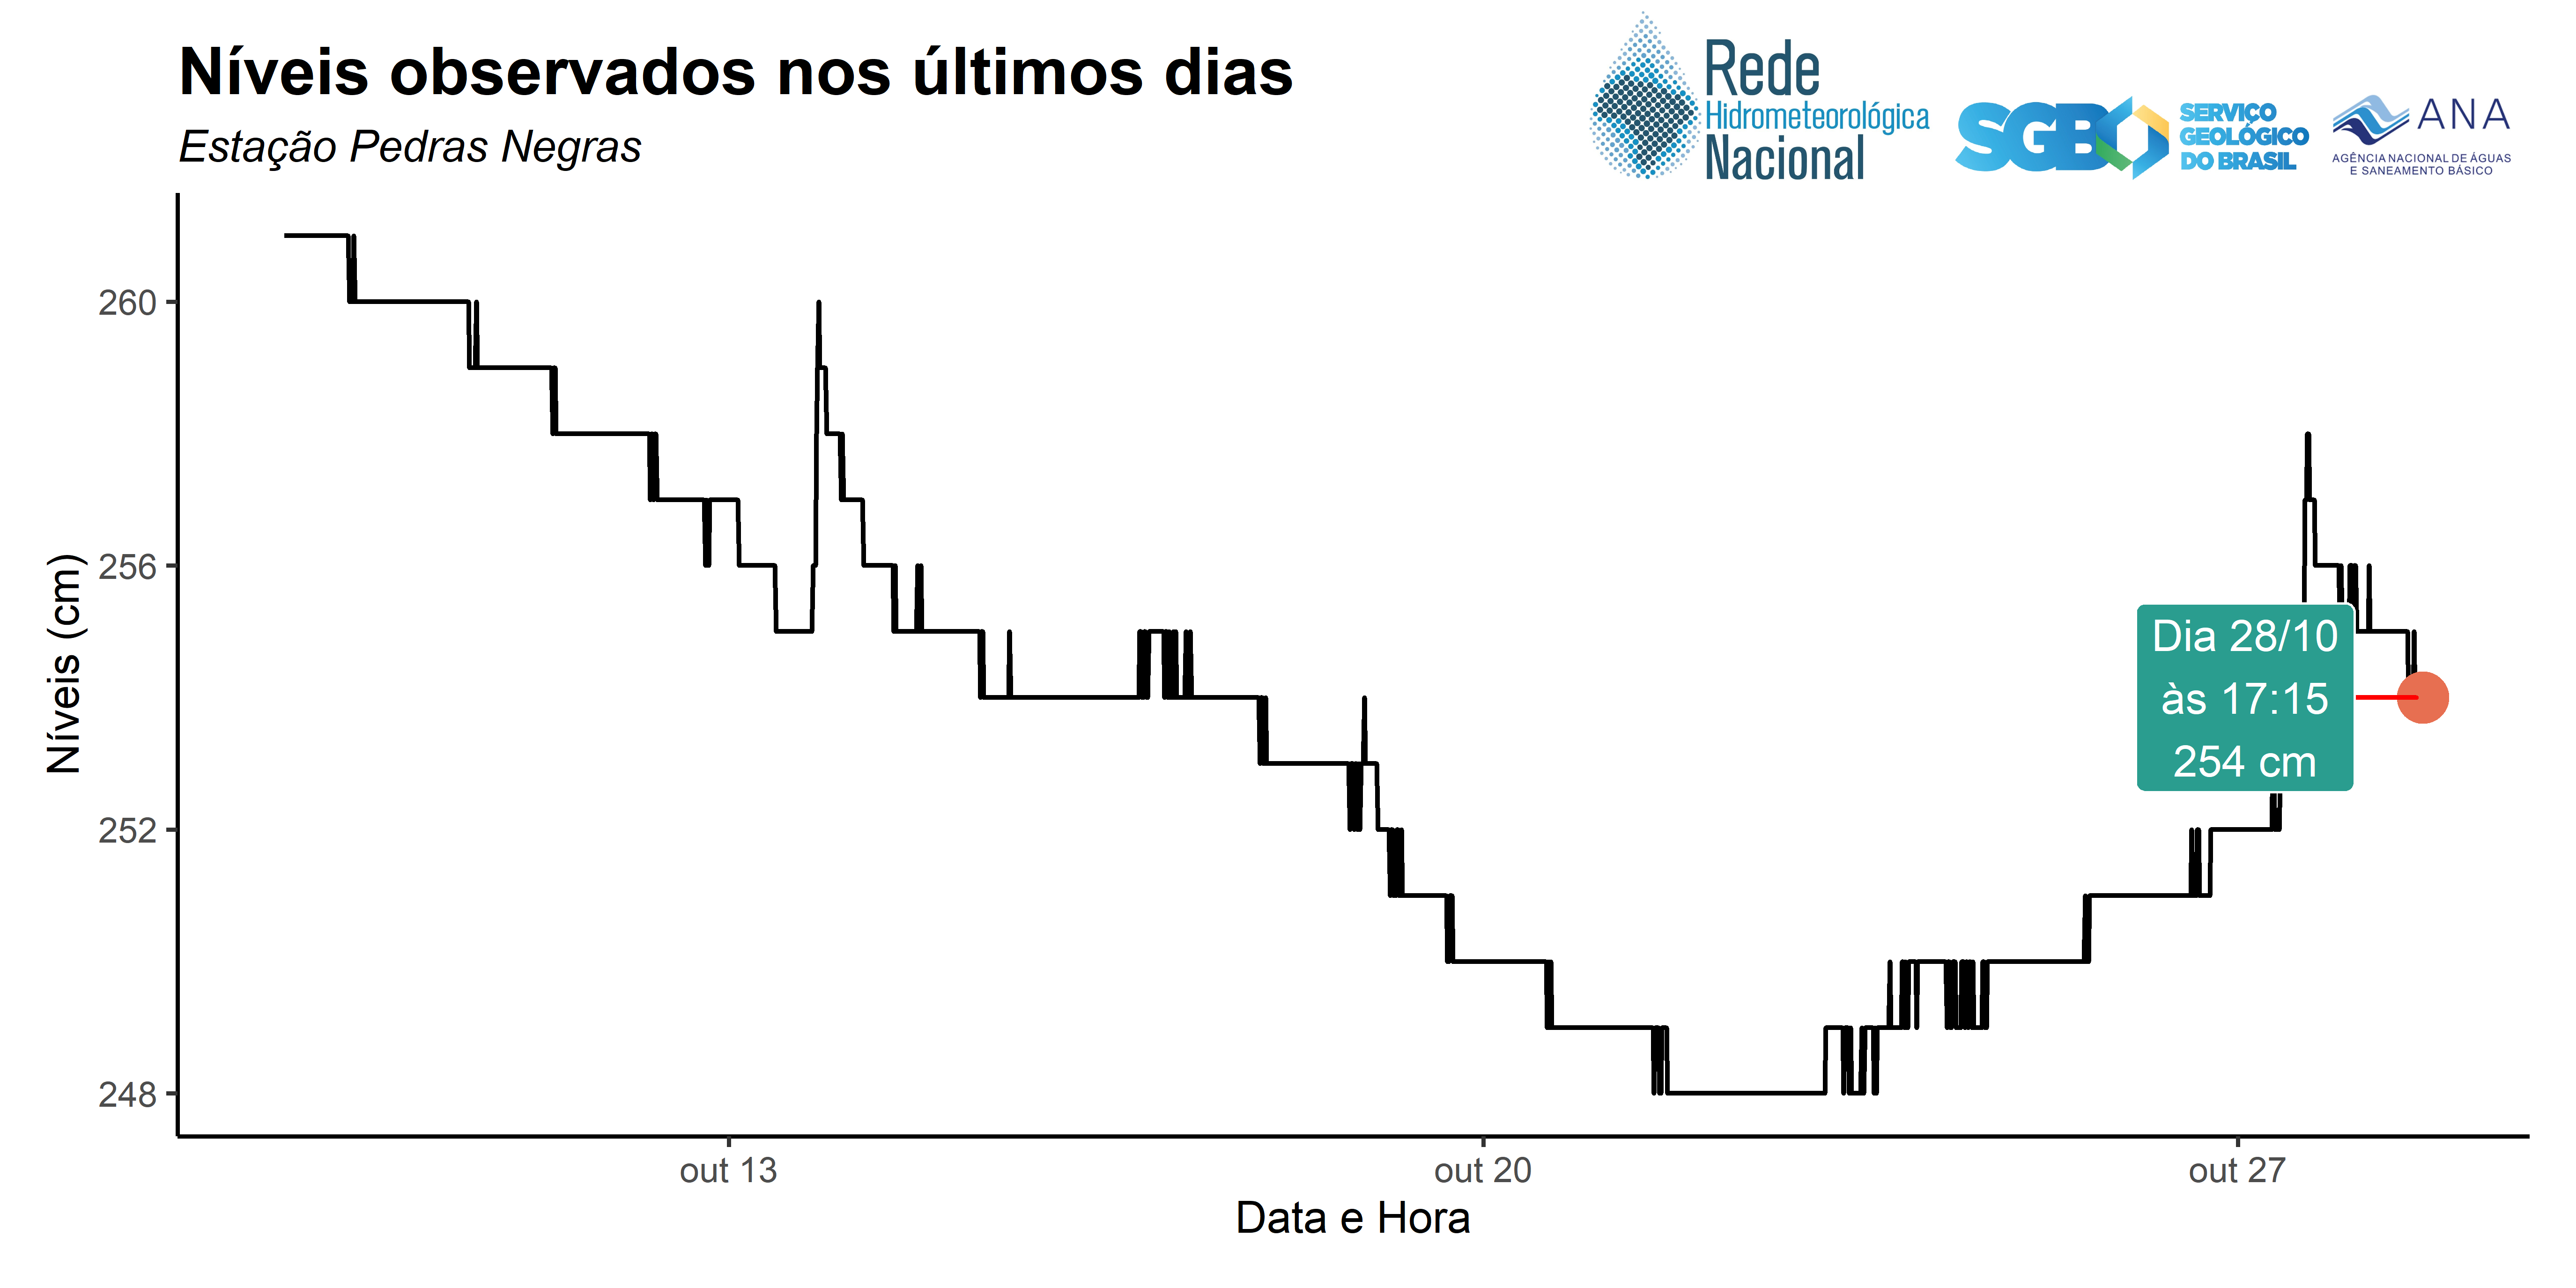 Níveis observados nos últimos dias
Estação Pedras Negras
Rede
Hidrometeorológica
Nacional
SGB
SERVIÇO
GEOLÓGICO
DO BRASIL
ANA
AGÊNCIA NACIONAL DE ÁGUAS
E SANEAMENTO BÁSICO
Níveis (cm)
260
256
252
248
Dia 28/10
às 17:15
254 cm
out 13
out 20
out 27
Data e Hora